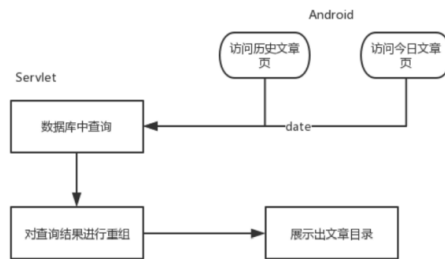 Android
访问历史文章
页
访问今日文章
页
Servlet
数据库中查询
date
对查询结果进行重组
展示出文章目录